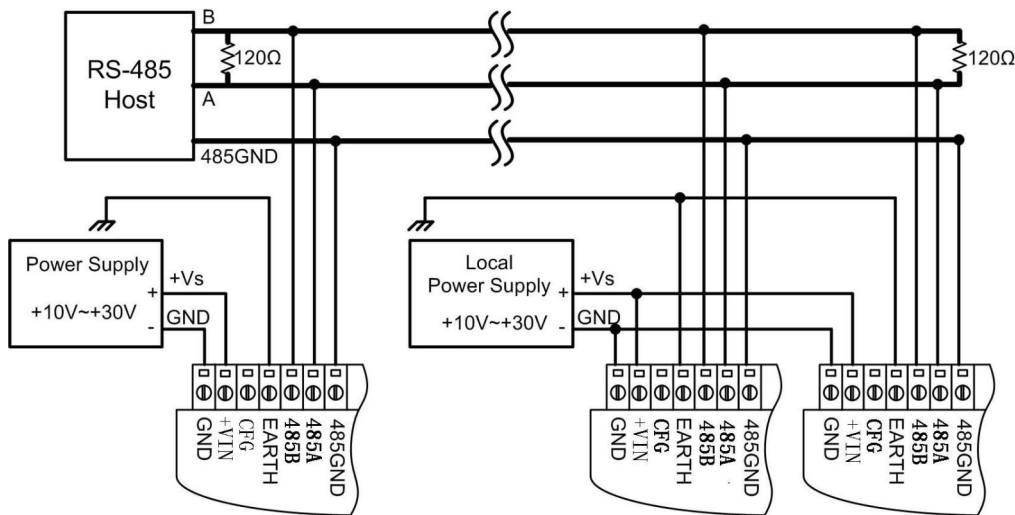 B
RS-485
Host
120Ω
120Ω
A
485GND
Power Supply
+10V~+30V
+
-
+Vs
GND
Local
Power Supply
+10V~+30V
+
-
+Vs
GND
GND
+VIN
CFG
EARTH
485B
485A
485GND
GND
+VIN
CFG
EARTH
485B
485A
485GND
GND
+VIN
CFG
EARTH
485B
485A
485GND